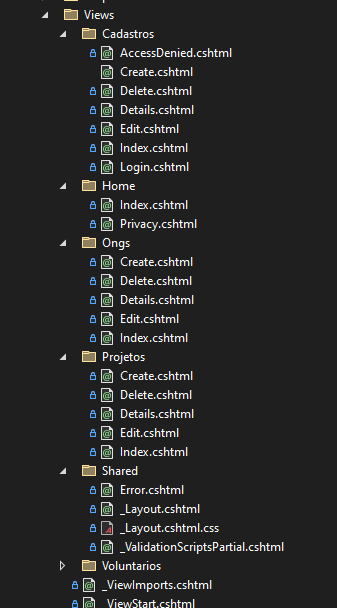 Views
Cadastros
AccessDenied.cshtml
Create.cshtml
Delete.cshtml
Details.cshtml
Edit.cshtml
Index.cshtml
Login.cshtml
Home
Index.cshtml
Privacy.cshtml
Ongs
Create.cshtml
Delete.cshtml
Details.cshtml
Edit.cshtml
Index.cshtml
Projetos
Create.cshtml
Delete.cshtml
Details.cshtml
Edit.cshtml
Index.cshtml
Shared
Error.cshtml
_Layout.cshtml
_Layout.cshtml.css
_ValidationScriptsPartial.cshtml
Voluntarios
_ViewImports.cshtml
_ViewStart.cshtml